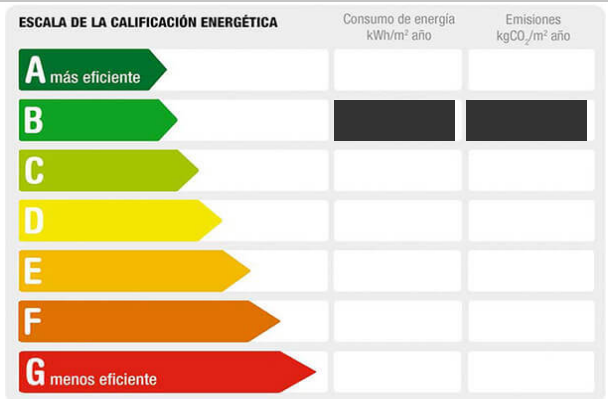 ESCALA DE LA CALIFICACIÓN ENERGÉTICA
Consumo de energía
kWh/m² año
Emisiones
kgCO₂/m² año
A más eficiente
B
C
D
E
F
G menos eficiente